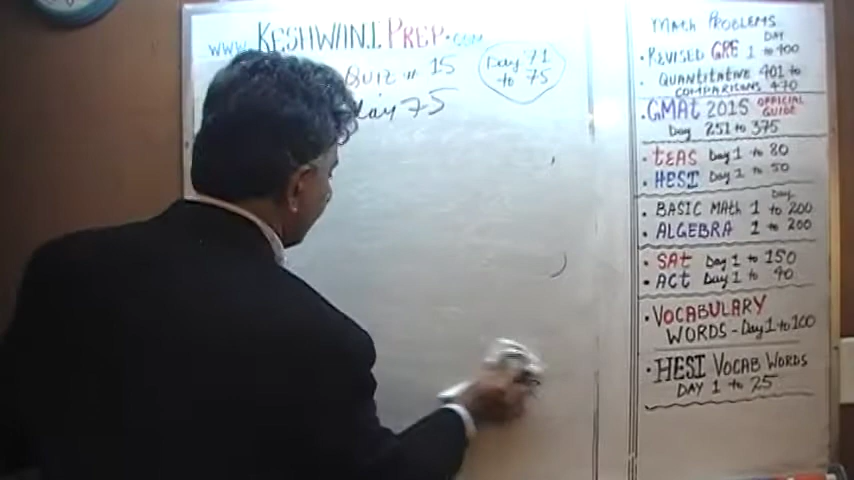 www. KESHWANI PREP.com
QUIZ # 15
Day 71
to 75
Day 75
Math PROBLEMS
DAY
• REVISED GRE 1 to 400
• QUANTITATIVE 401 to
COMPARISONS 470
• GMAt 2015 OFFICIAL GUIDE
Day 251 to 375
• tEAS Day 1 to 80
• HESI Day 1 to 50
Day
• BASIC MAth 1 to 200
• ALGEBRA 1 to 200
• SAt Day 1 to 150
• ACt Day 1 to 40
• VOCABULARY
WORDS - Day 1 to 100
• HESI VOCAB WORDS
DAY 1 to 25